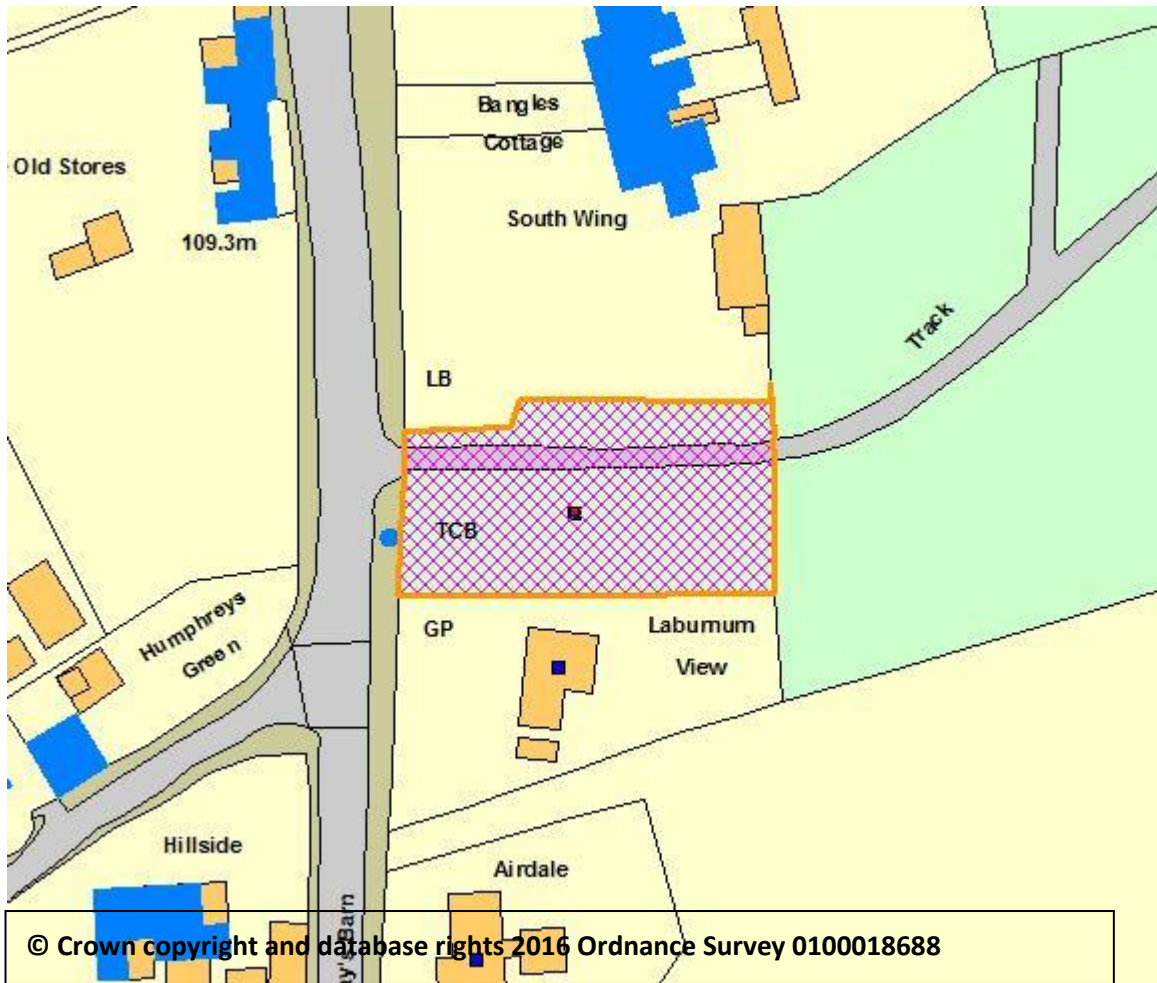 Bangles
Cottage
Old Stores
South Wing
109.3m
Track
LB
TCB
Humphreys
Green
GP
Laburnum
View
Hillside
Airdale
y's Barn
© Crown copyright and database rights 2016 Ordnance Survey 0100018688